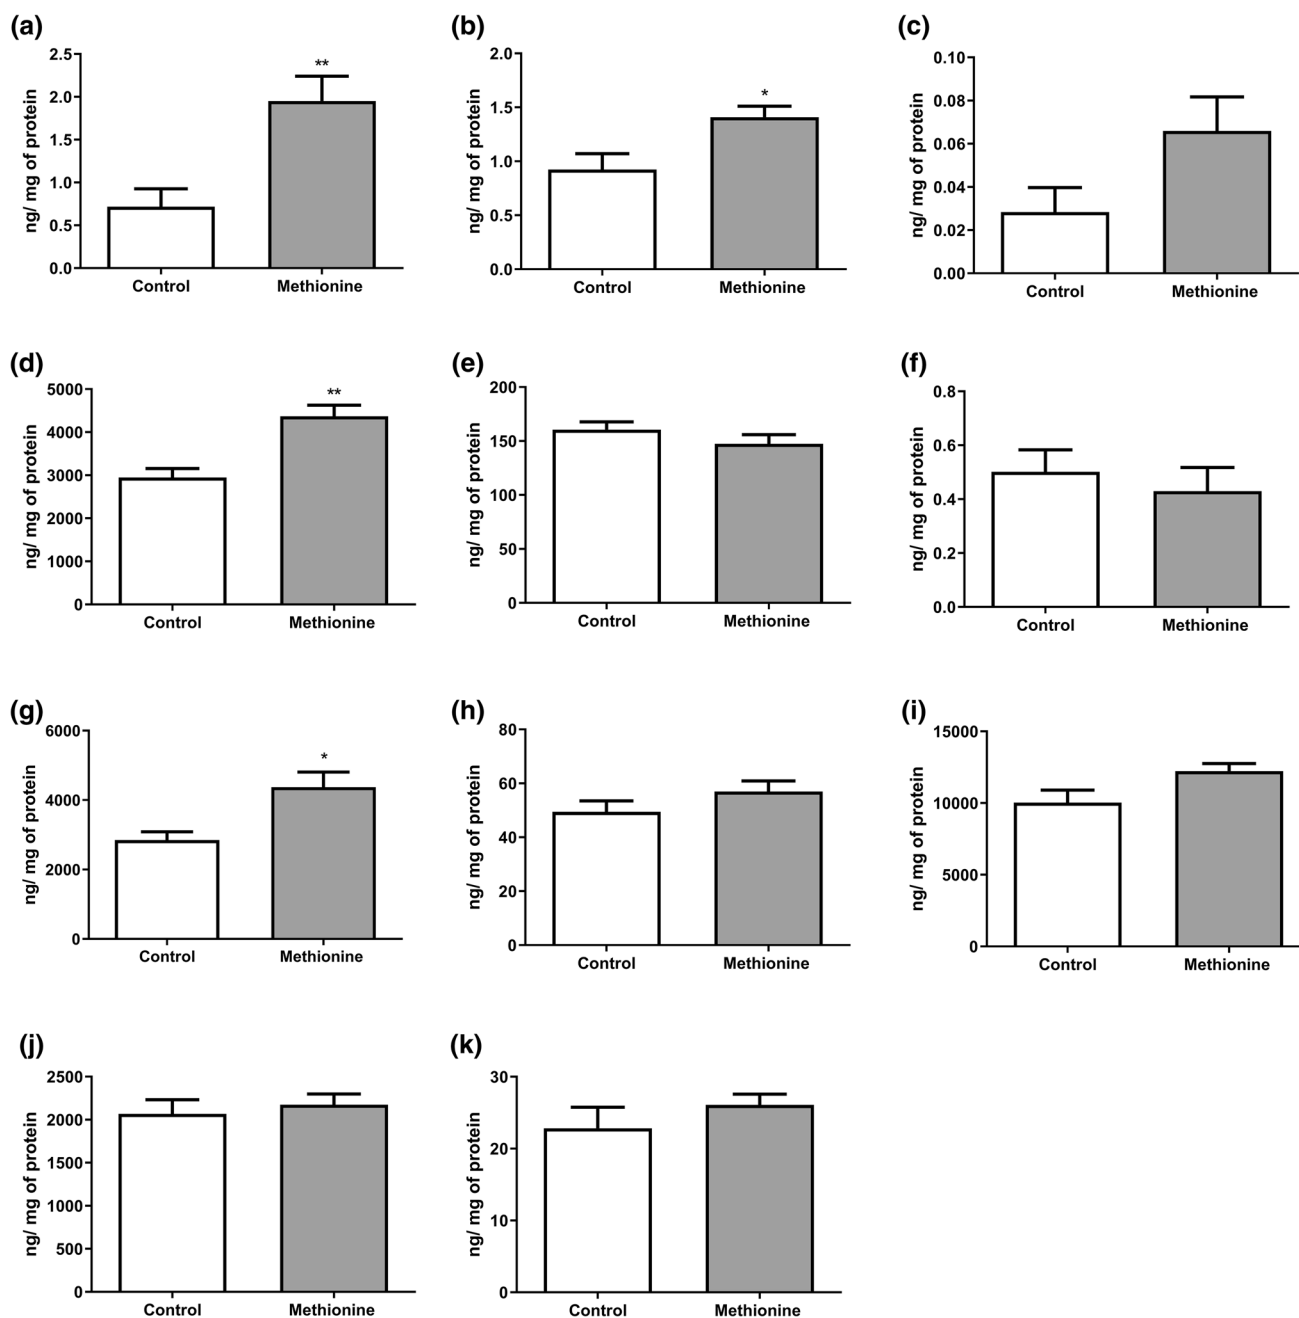 (a)
ng/ mg of protein
2.5
2.0
1.5
1.0
0.5
0.0
**
Control
Methionine
(b)
ng/ mg of protein
2.0
1.5
1.0
0.5
0.0
*
Control
Methionine
(c)
ng/ mg of protein
0.10
0.08
0.06
0.04
0.02
0.00
Control
Methionine
(d)
ng/ mg of protein
5000
4000
3000
2000
1000
0
**
Control
Methionine
(e)
ng/ mg of protein
200
150
100
50
0
Control
Methionine
(f)
ng/ mg of protein
0.8
0.6
0.4
0.2
0.0
Control
Methionine
(g)
ng/ mg of protein
6000
4000
2000
0
*
Control
Methionine
(h)
ng/ mg of protein
80
60
40
20
0
Control
Methionine
(i)
ng/ mg of protein
15000
10000
5000
0
Control
Methionine
(j)
ng/ mg of protein
2500
2000
1500
1000
500
0
Control
Methionine
(k)
ng/ mg of protein
30
20
10
0
Control
Methionine